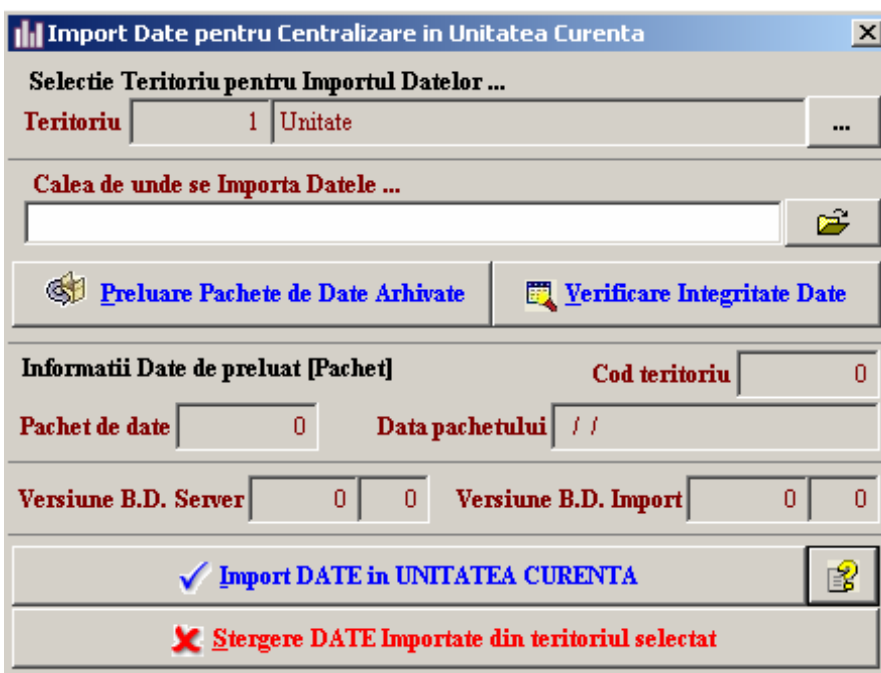 Import Date pentru Centralizare in Unitatea Curenta
Selectie Teritoriu pentru Importul Datelor ...
Teritoriu 1 Unitate ...
Calea de unde se Importa Datele ...
Preluare Pachete de Date Arhivate Verificare Integritate Date
Informatii Date de preluat [Pachet] Cod teritoriu 0
Pachet de date 0 Data pachetului / /
Versiune B.D. Server 0 0 Versiune B.D. Import 0 0
Import DATE in UNITATEA CURENTA
Stergere DATE Importate din teritoriul selectat